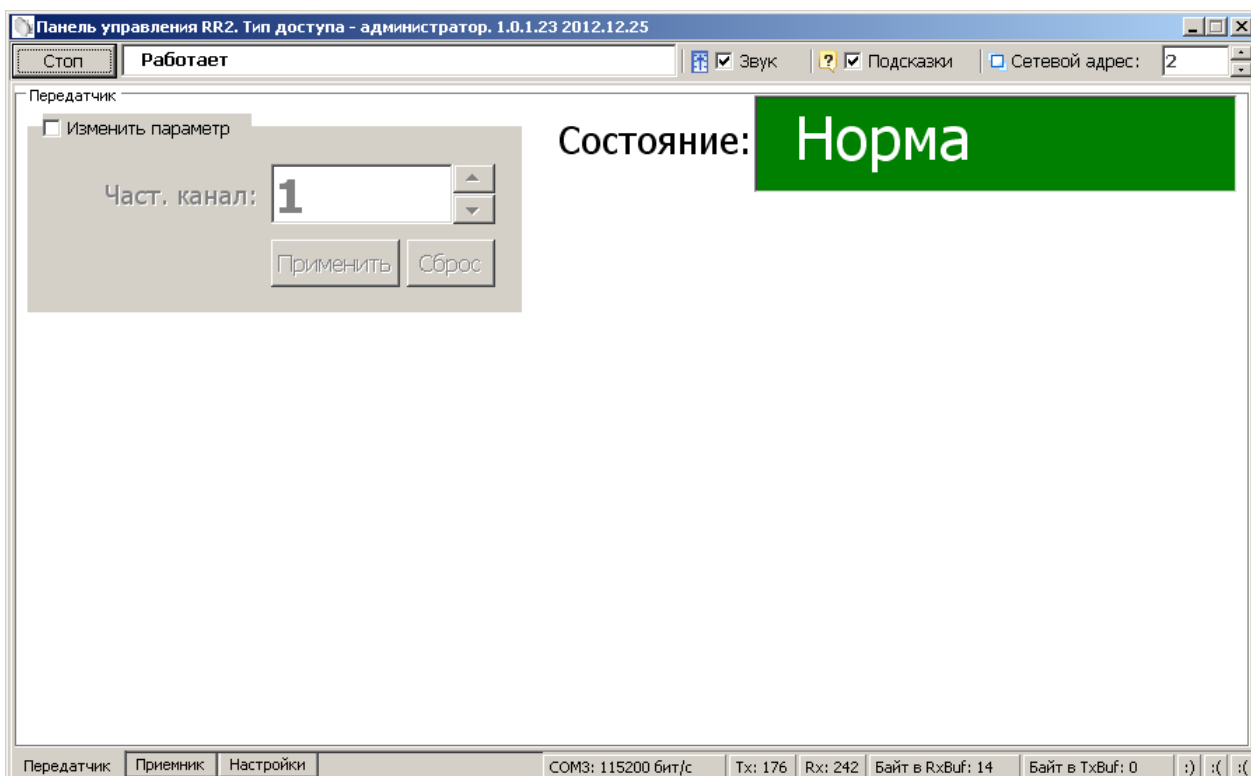 Панель управления RR2. Тип доступа - администратор. 1.0.1.23 2012.12.25
Стоп Работает Звук Подсказки Сетевой адрес: 2
Передатчик
Изменить параметр
Состояние: Норма
Част. канал: 1
Применить Сброс
Передатчик Приемник Настройки COM3: 115200 бит/с Tx: 176 Rx: 242 Байт в RxBuf: 14 Байт в TxBuf: 0 :) :( :(